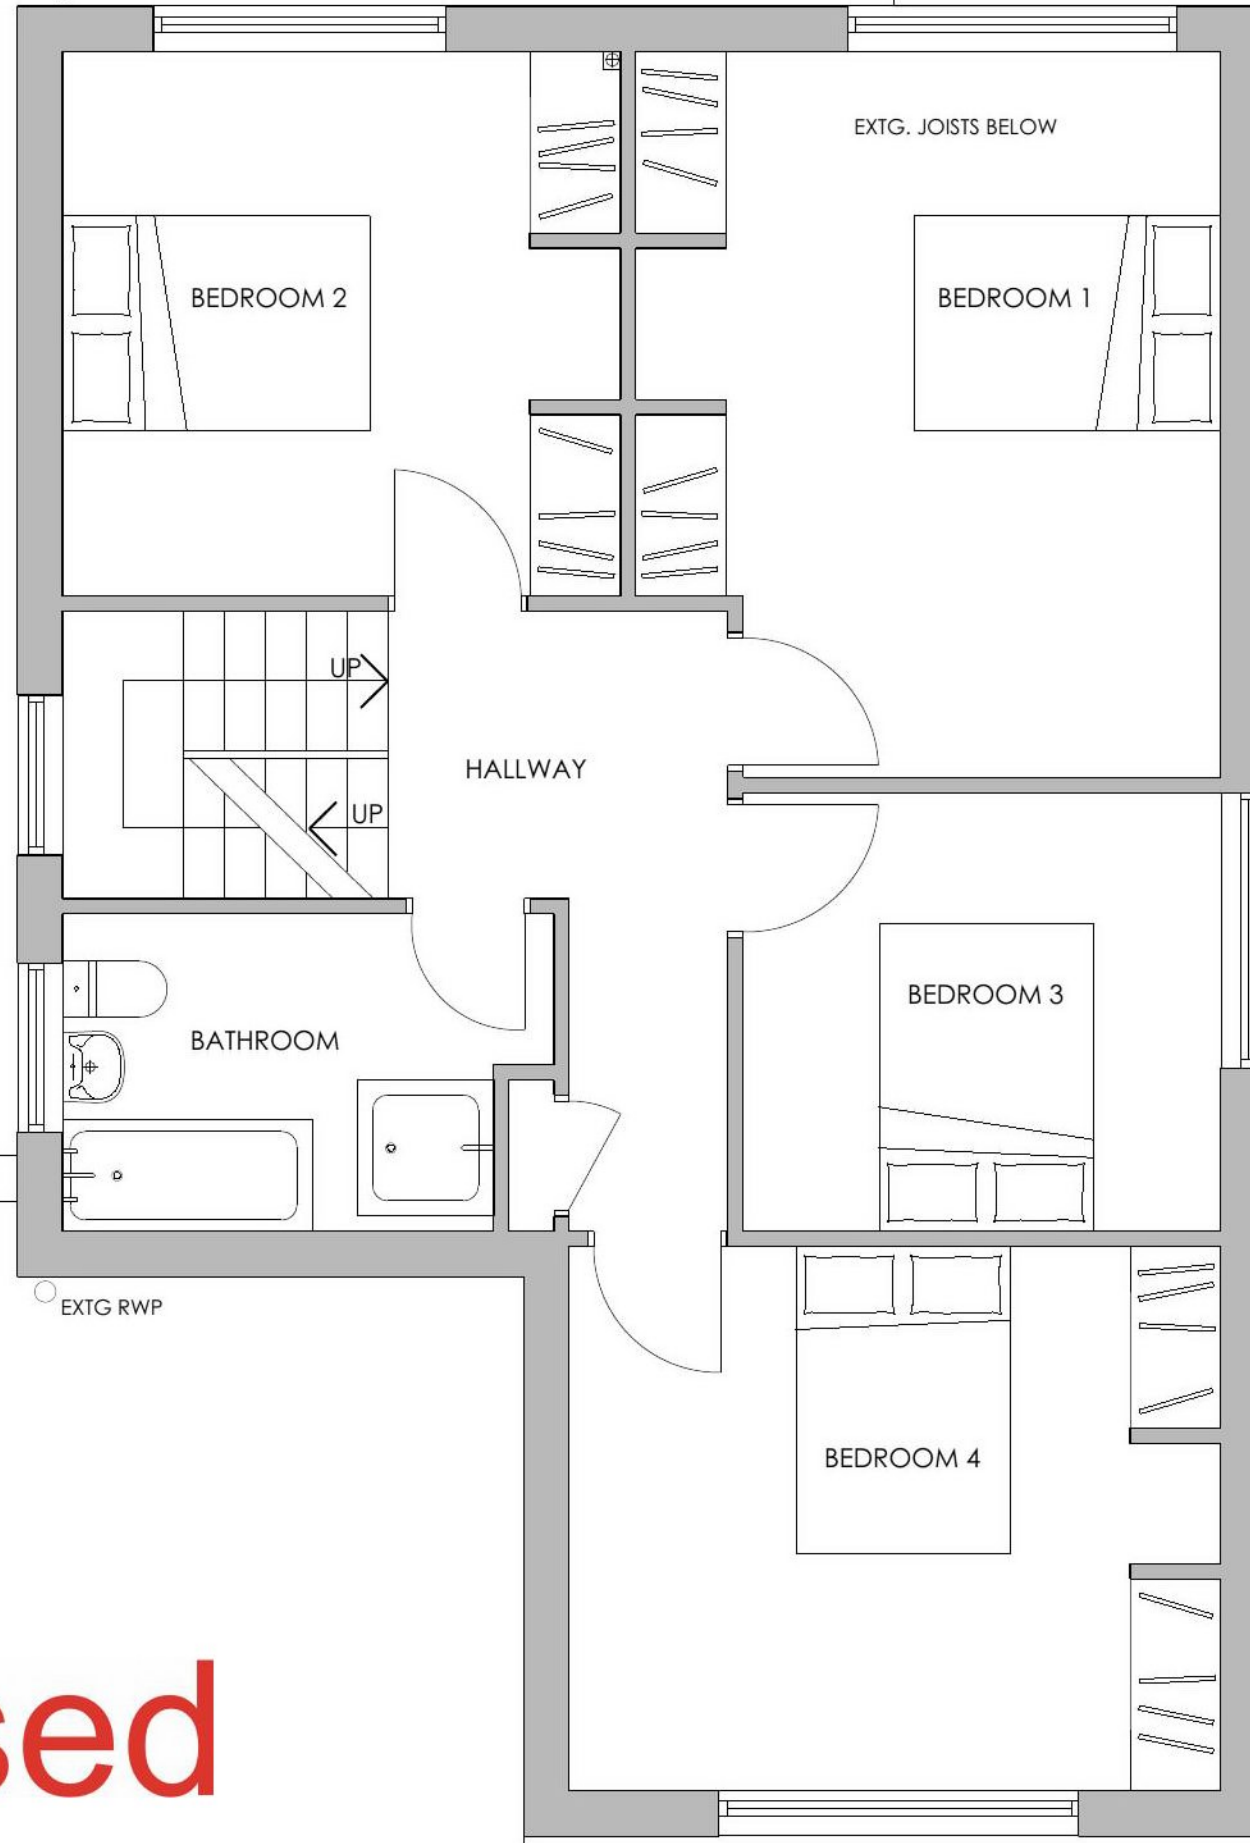 EXTG. JOISTS BELOW
BEDROOM 2
BEDROOM 1
UP
HALLWAY
UP
BEDROOM 3
BATHROOM
EXTG RWP
BEDROOM 4
sed